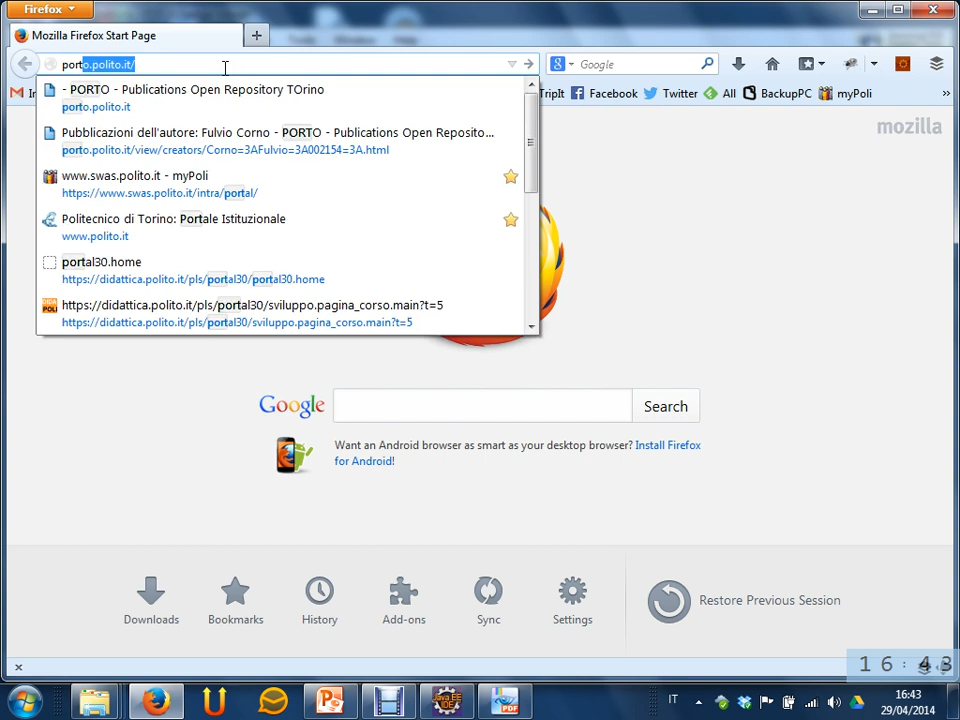 Firefox
Mozilla Firefox Start Page
porto.polito.it/
Google
TripIt Facebook Twitter All BackupPC myPoli »
- PORTO - Publications Open Repository TOrino
porto.polito.it
Pubblicazioni dell'autore: Fulvio Corno - PORTO - Publications Open Reposito...
porto.polito.it/view/creators/Corno=3AFulvio=3A002154=3A.html
www.swas.polito.it - myPoli
https://www.swas.polito.it/intra/portal/
Politecnico di Torino: Portale Istituzionale
www.polito.it
portal30.home
https://didattica.polito.it/pls/portal30/portal30.home
https://didattica.polito.it/pls/portal30/sviluppo.pagina_corso.main?t=5
https://didattica.polito.it/pls/portal30/sviluppo.pagina_corso.main?t=5
mozilla
Google
Search
Want an Android browser as smart as your desktop browser? Install Firefox
for Android!
Downloads
Bookmarks
History
Add-ons
Sync
Settings
Restore Previous Session
16:43
IT
16:43
29/04/2014